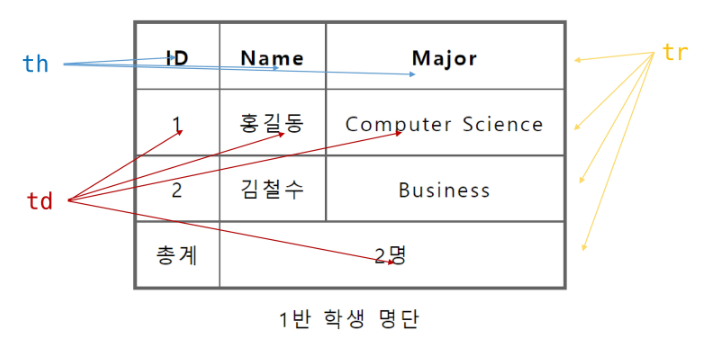 th
ID Name Major
tr
1 홍길동 Computer Science
2 김철수 Business
td
총계 2명
1반 학생 명단